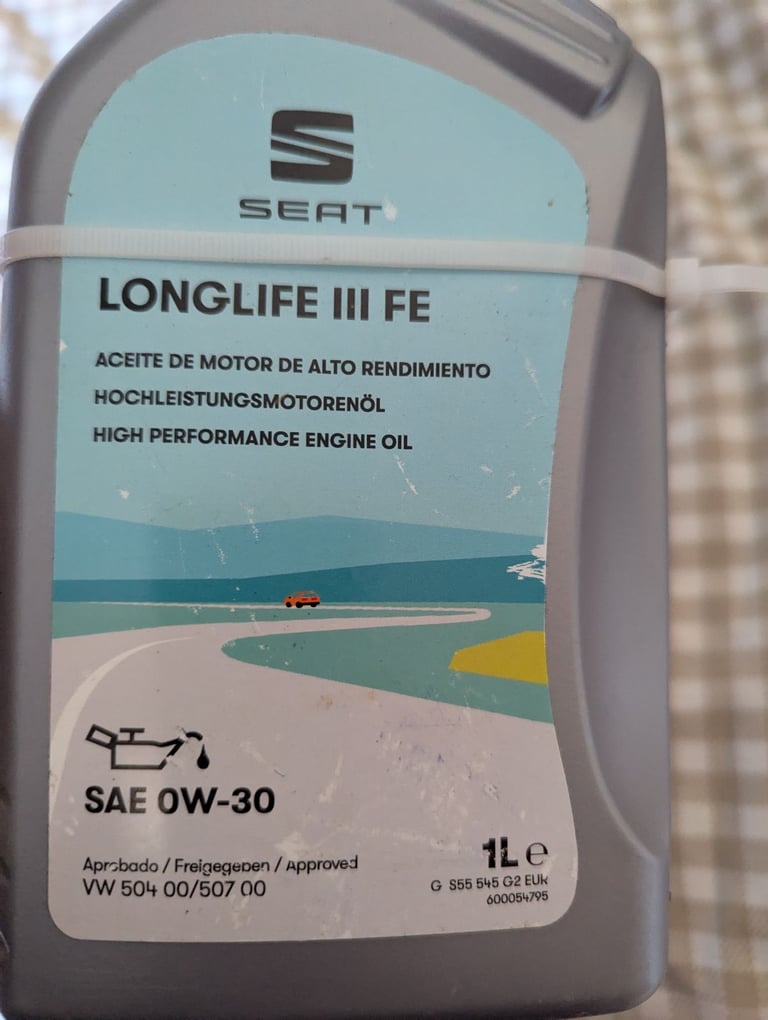 SEAT
LONGLIFE III FE
ACEITE DE MOTOR DE ALTO RENDIMIENTO
HOCHLEISTUNGSMOTORENÖL
HIGH PERFORMANCE ENGINE OIL
SAE 0W-30
Aprobado / Freigegeben / Approved
VW 504 00/507 00
1L e
G S55 545 G2 EUR
600054795